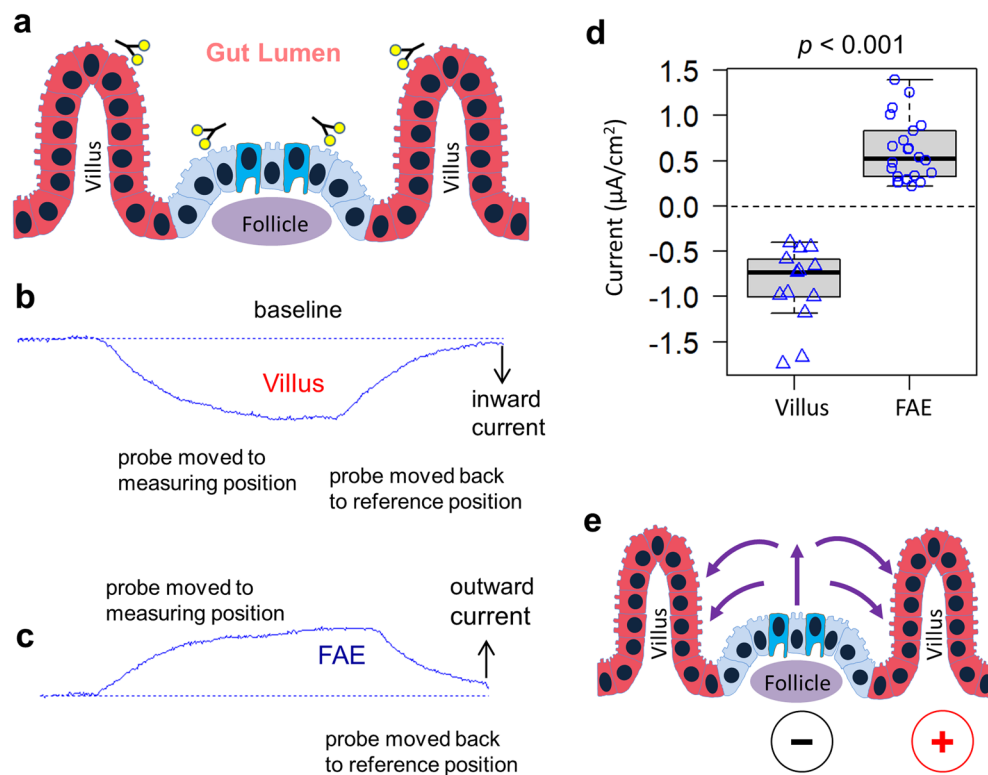 a
Gut Lumen
Villus
Villus
Follicle
b
baseline
Villus
inward
current
probe moved to
measuring position
probe moved back
to reference position
c
probe moved to
measuring position
outward
current
FAE
probe moved back
to reference position
d
p < 0.001
Current (µA/cm²)
1.5
1.0
0.5
0.0
-0.5
-1.0
-1.5
Villus
FAE
e
Villus
Villus
Follicle
−
+